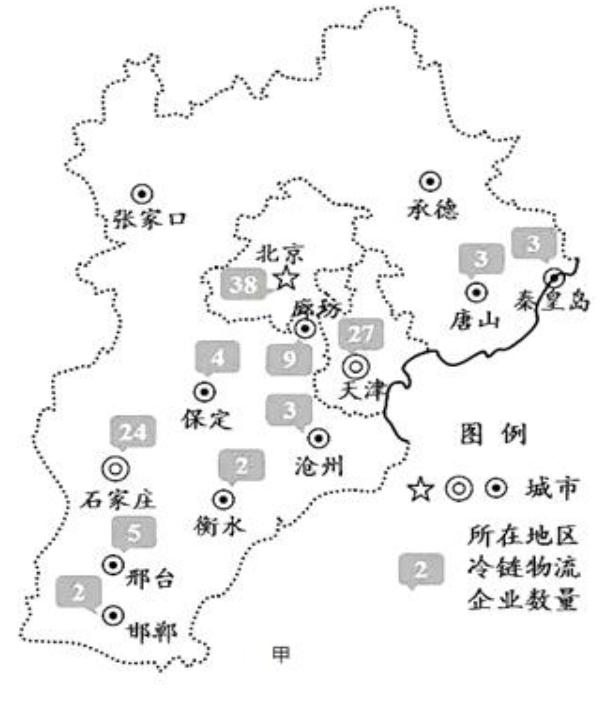 张家口
承德
北京
38
3
3
廊坊
唐山
秦皇岛
27
9
天津
4
保定
3
沧州
24
石家庄
2
衡水
5
邢台
2
邯郸
图例
城市
所在地区
2
冷链物流
企业数量
甲